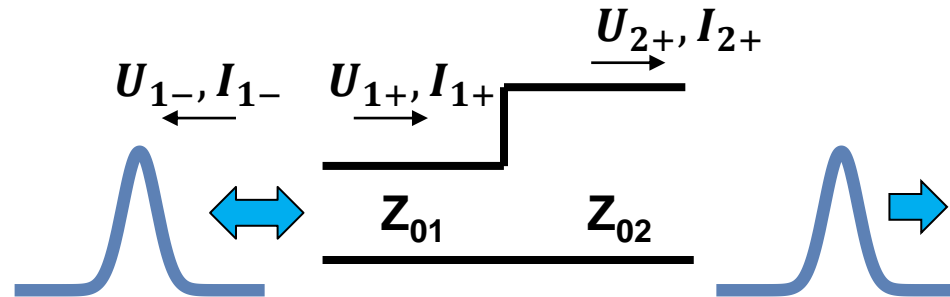 U₂₊, I₂₊
U₁₋, I₁₋
U₁₊, I₁₊
Z₀₁
Z₀₂